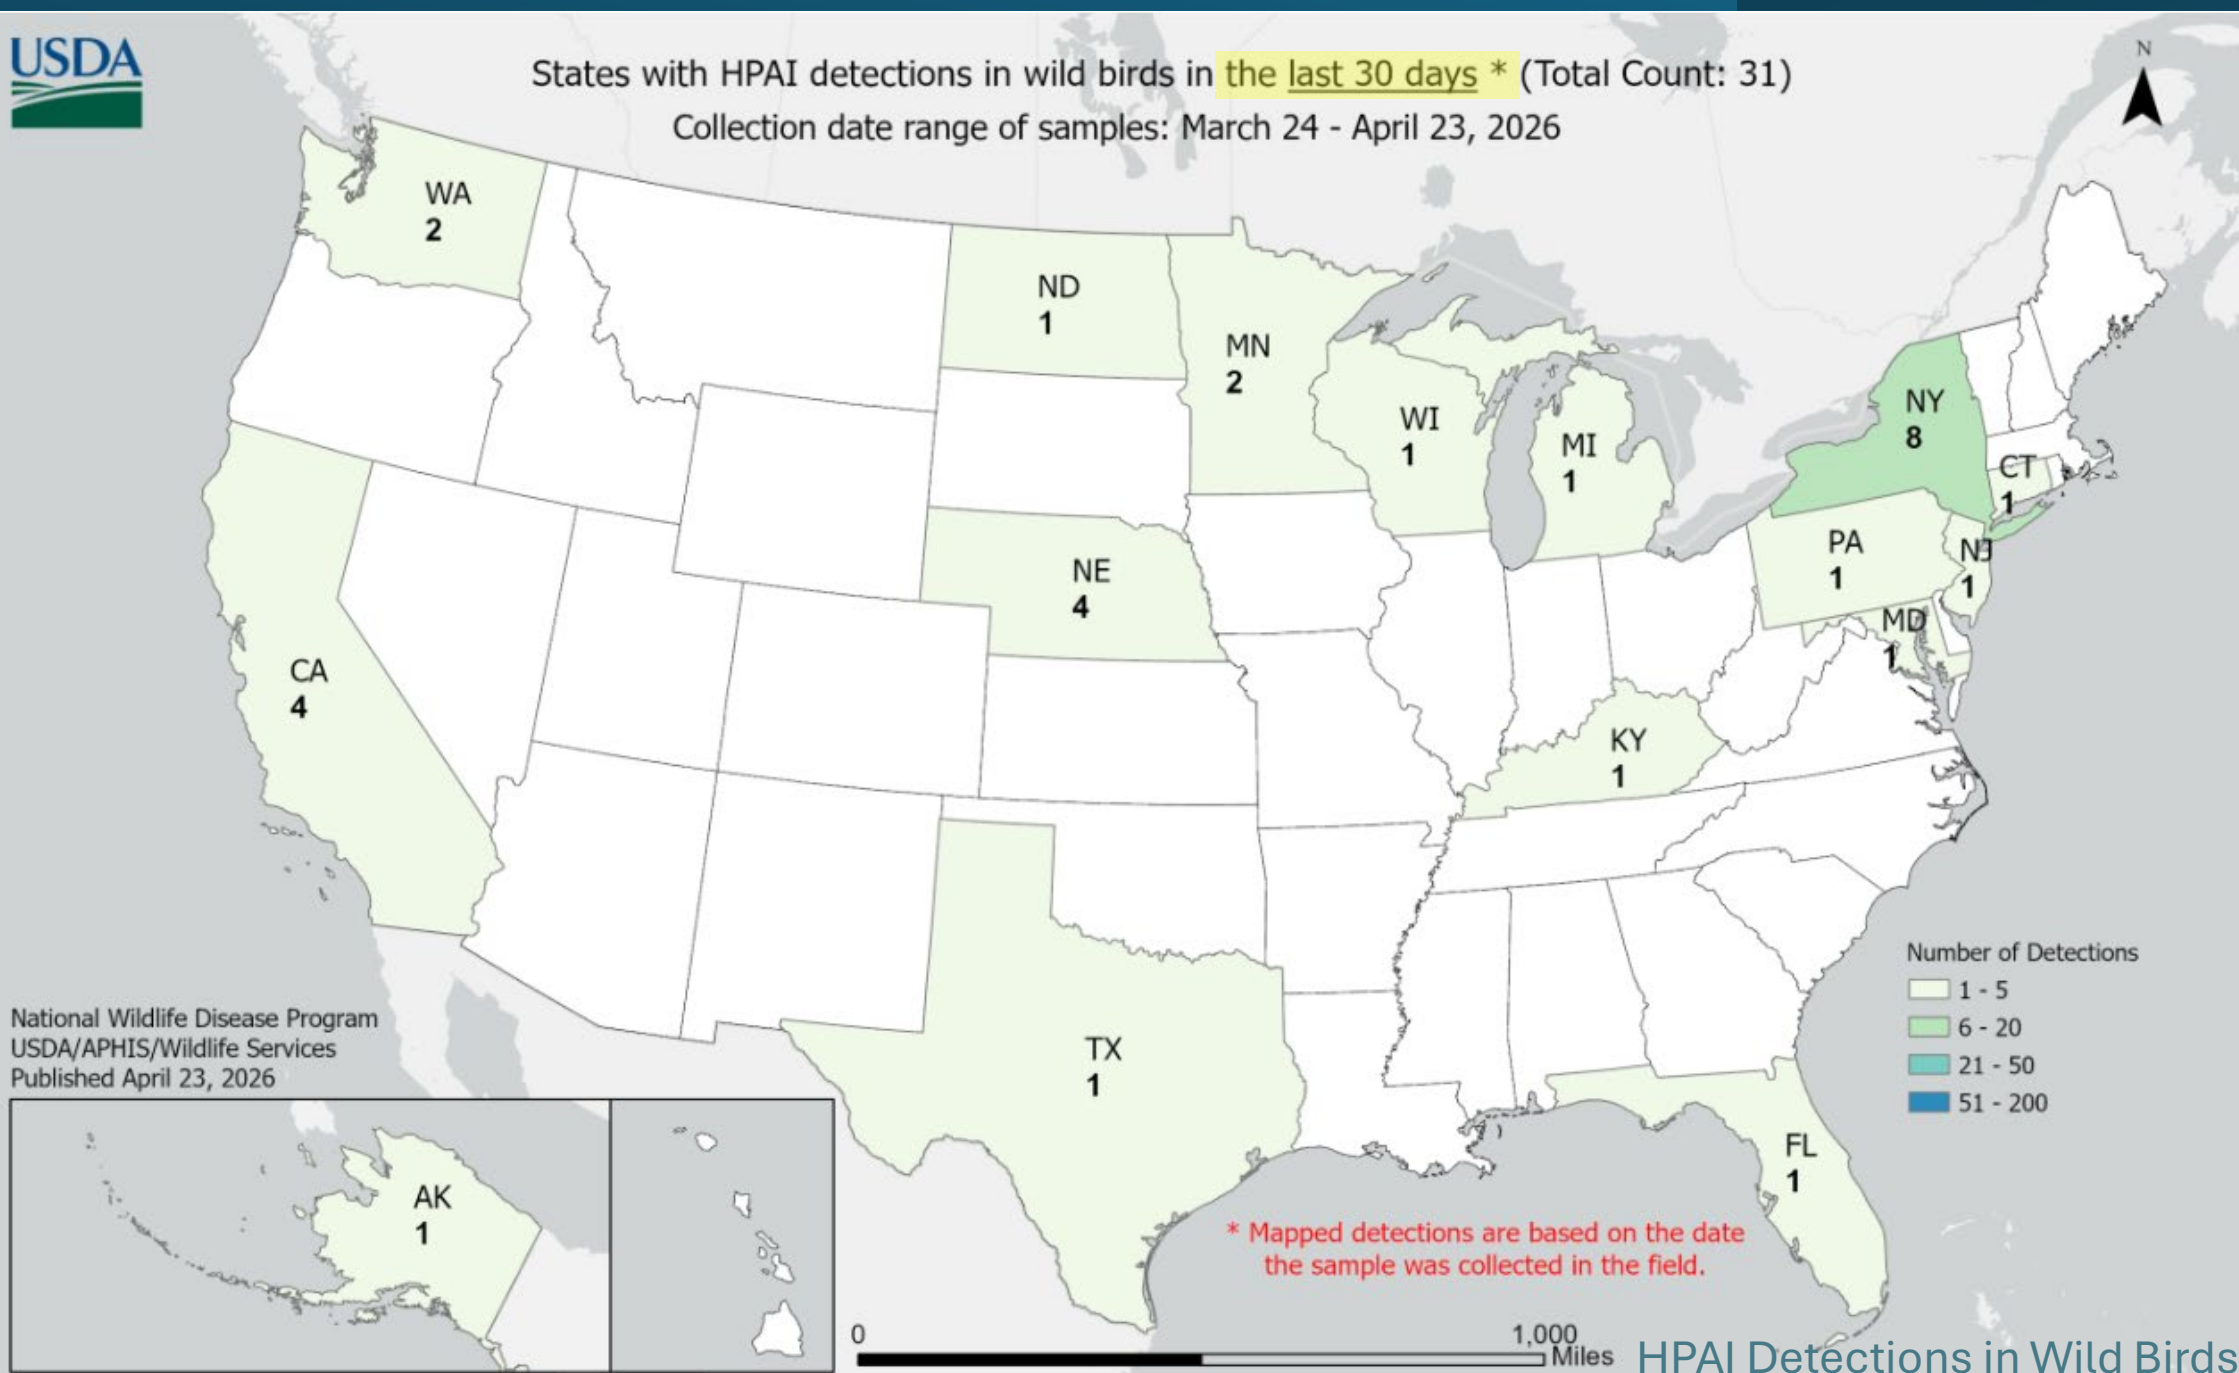 USDA
States with HPAI detections in wild birds in the last 30 days * (Total Count: 31)
Collection date range of samples: March 24 - April 23, 2026
N
WA
2
ND
1
MN
2
WI
1
MI
1
NY
8
CT
1
PA
1
NJ
1
MD
1
NE
4
CA
4
KY
1
TX
1
FL
1
AK
1
Number of Detections
1 - 5
6 - 20
21 - 50
51 - 200
National Wildlife Disease Program
USDA/APHIS/Wildlife Services
Published April 23, 2026
* Mapped detections are based on the date
the sample was collected in the field.
0
1,000
Miles
HPAI Detections in Wild Birds